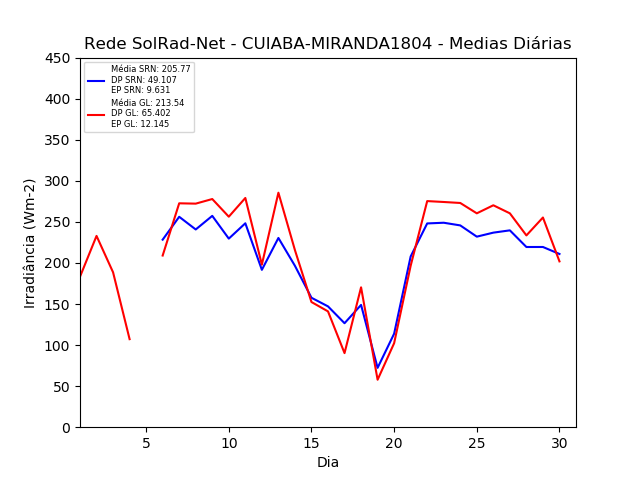 Rede SolRad-Net - CUIABA-MIRANDA1804 - Medias Diárias
450
400
350
300
250
200
150
100
50
0
Irradiância (Wm-2)
Média SRN: 205.77
DP SRN: 49.107
EP SRN: 9.631
Média GL: 213.54
DP GL: 65.402
EP GL: 12.145
5
10
15
20
25
30
Dia